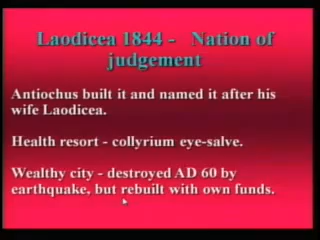 Laodicea 1844 - Nation of
judgement
Antiochus built it and named it after his
wife Laodicea.
Health resort - collyrium eye-salve.
Wealthy city - destroyed AD 60 by
earthquake, but rebuilt with own funds.